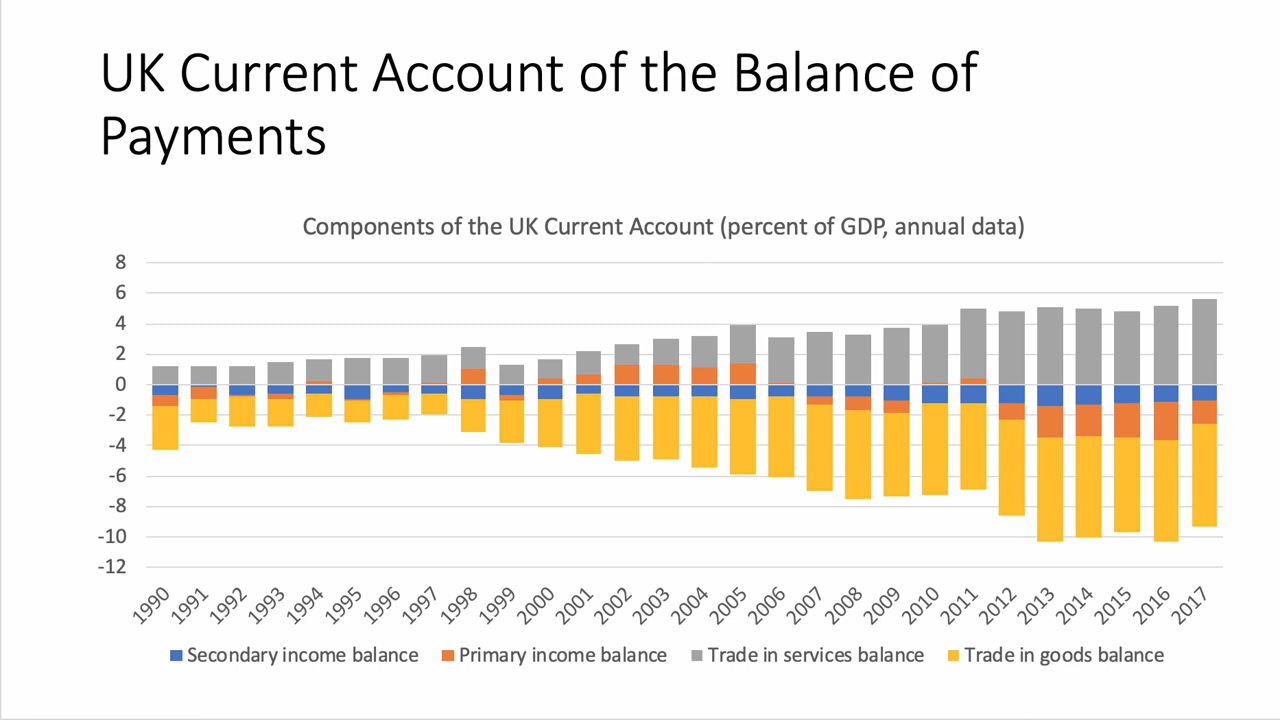 UK Current Account of the Balance of
Payments
Components of the UK Current Account (percent of GDP, annual data)
8
6
4
2
0
-2
-4
-6
-8
-10
-12
1990 1991 1992 1993 1994 1995 1996 1997 1998 1999 2000 2001 2002 2003 2004 2005 2006 2007 2008 2009 2010 2011 2012 2013 2014 2015 2016 2017
Secondary income balance Primary income balance Trade in services balance Trade in goods balance